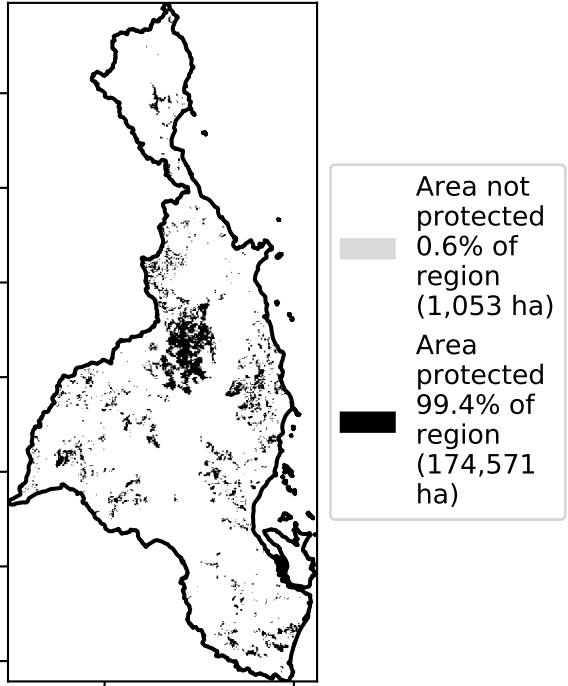 Area not
protected
0.6% of
region
(1,053 ha)
Area
protected
99.4% of
region
(174,571
ha)